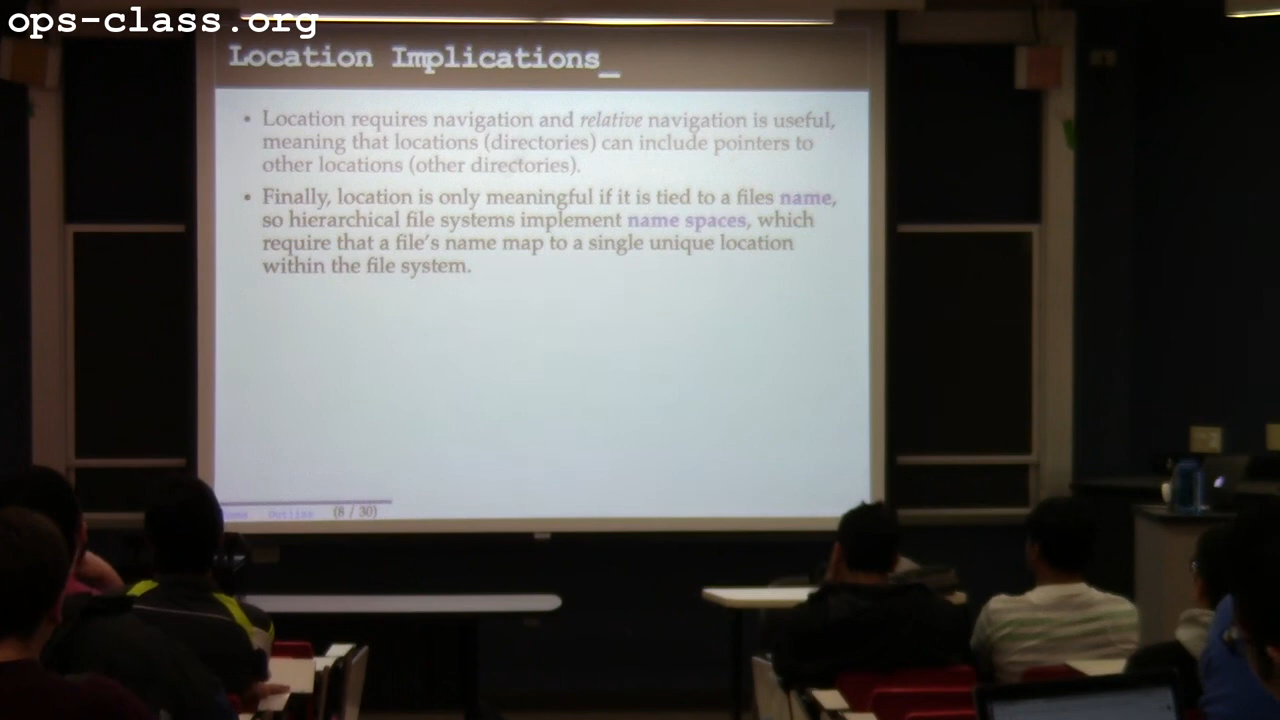 ops-class.org
Location Implications_
• Location requires navigation and relative navigation is useful,
meaning that locations (directories) can include pointers to
other locations (other directories).
• Finally, location is only meaningful if it is tied to a files name,
so hierarchical file systems implement name spaces, which
require that a file's name map to a single unique location
within the file system.
Outline (8 / 30)